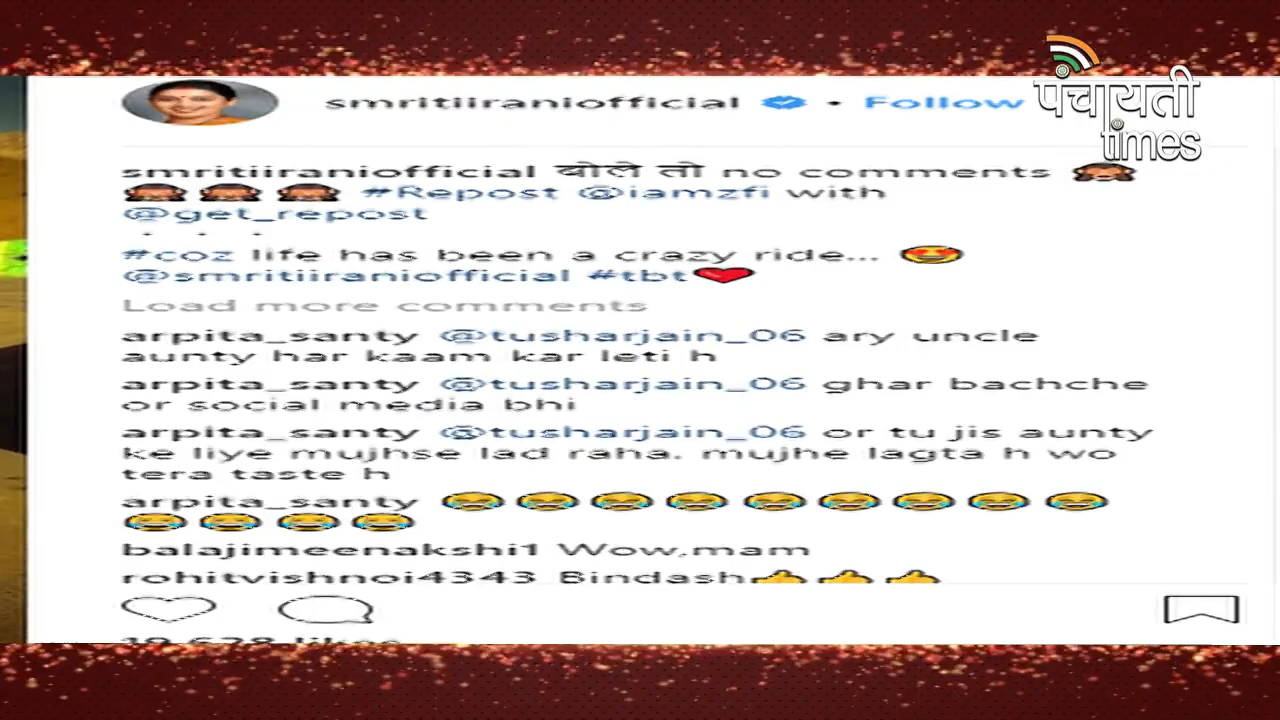 पंचायती
times
smritiiraniofficial • Follow
smritiiraniofficial बोले तो no comments 🙈
🙈🙈🙈 #Repost @iamzfi with
@get_repost
・・・
#coz life has been a crazy ride... 😍
@smritiiraniofficial #tbt❤️
Load more comments
arpita_santy @tusharjain_06 ary uncle
aunty har kaam kar leti h
arpita_santy @tusharjain_06 ghar bachche
or social media bhi
arpita_santy @tusharjain_06 or tu jis aunty
ke liye mujhse lad raha. mujhe lagta h wo
tera taste h
arpita_santy 😂😂😂😂😂😂😂😂😂
😂😂😂😂
balajimeenakshi1 Wow,mam
rohitvishnoi4343 Bindash👍👍👍
19,628 likes